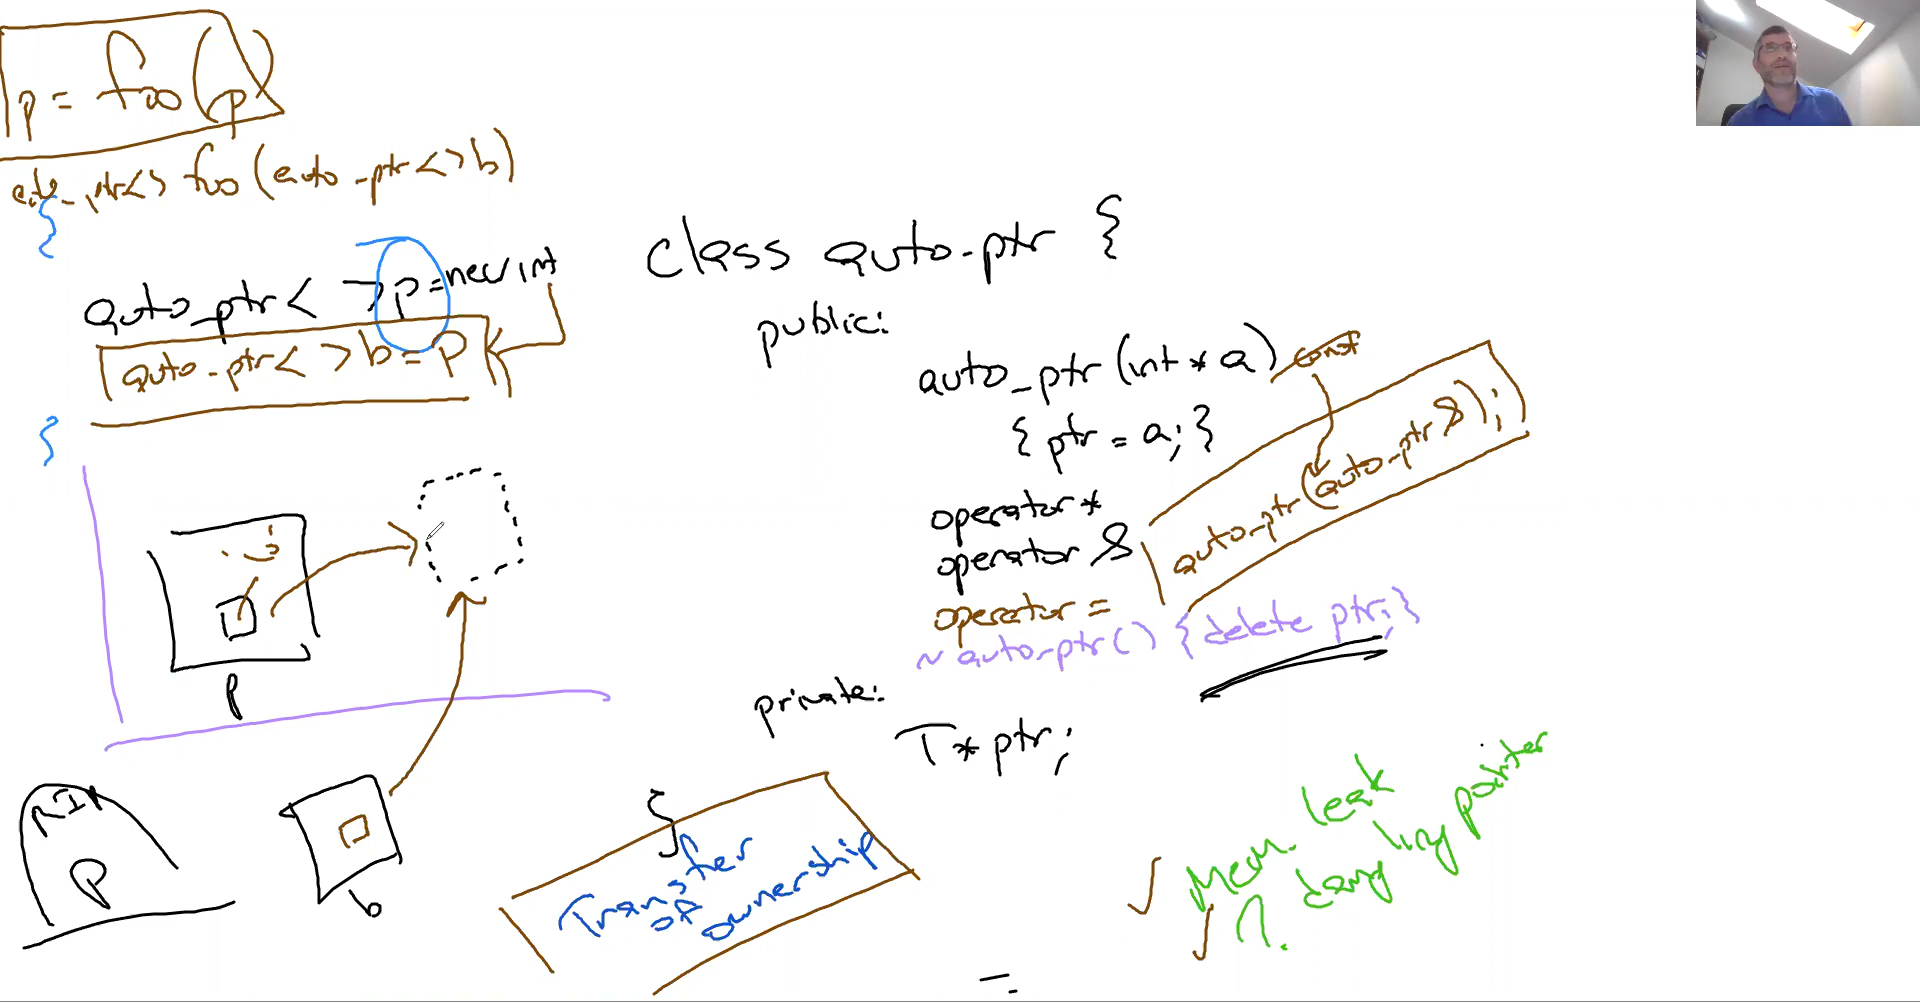 p = foo(p)
auto_ptr<> foo (auto_ptr<>b)
{
auto_ptr< >p=new int
auto_ptr< >b=p
}
p
RIP
P
b
class auto_ptr {
public:
auto_ptr (int * a)
const
{ ptr = a; }
auto_ptr(auto_ptr &);
operator *
operator &
operator =
~ auto_ptr() { delete ptr; }
private:
T* ptr;
}
Transfer
of
ownership
Mem. leak
dangling pointer